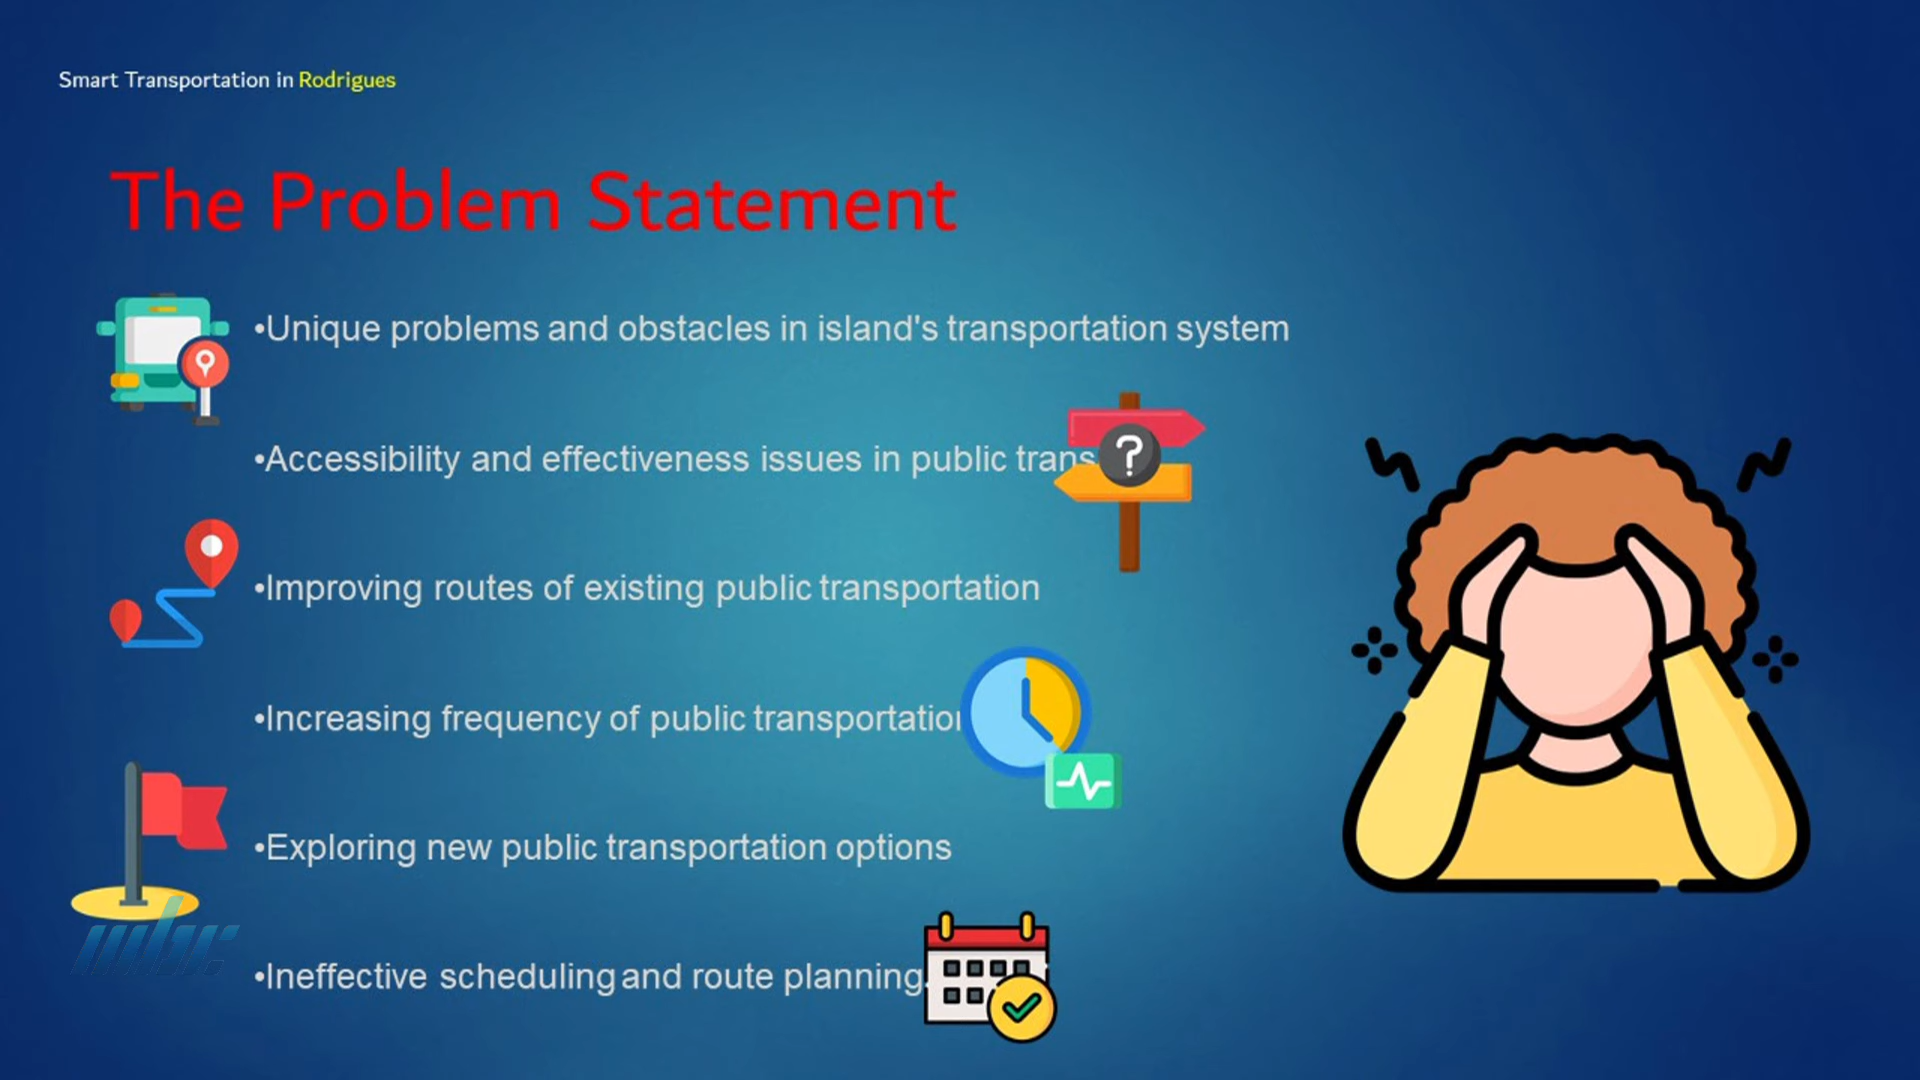 Smart Transportation in Rodrigues
The Problem Statement
•Unique problems and obstacles in island's transportation system
•Accessibility and effectiveness issues in public trans
?
•Improving routes of existing public transportation
•Increasing frequency of public transportation
•Exploring new public transportation options
mbc
•Ineffective scheduling and route planning.